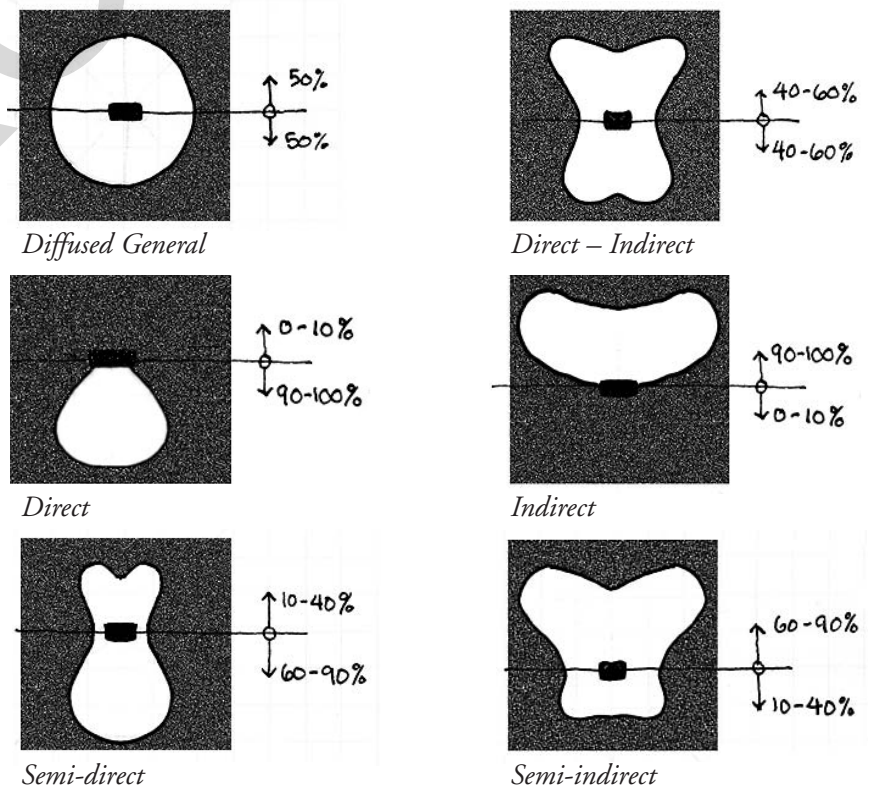 50%
50%
Diffused General
40-60%
40-60%
Direct – Indirect
0-10%
90-100%
Direct
90-100%
0-10%
Indirect
10-40%
60-90%
Semi-direct
60-90%
10-40%
Semi-indirect